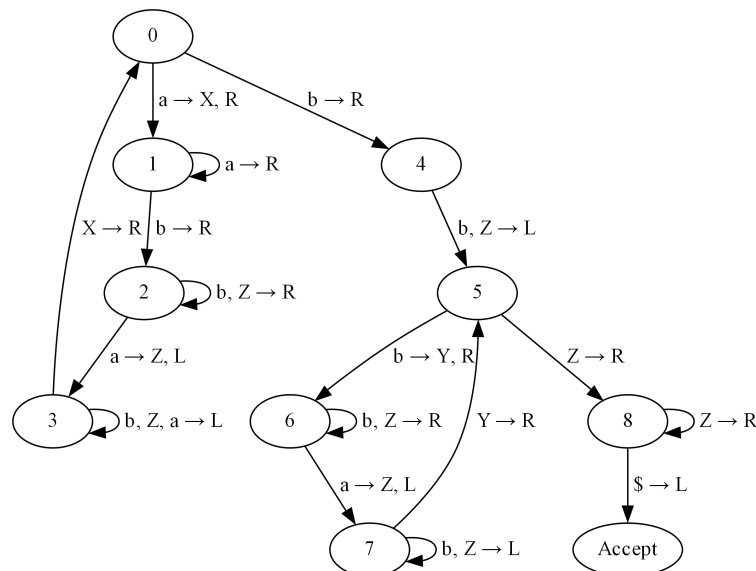 0
a → X, R
b → R
1
a → R
4
X → R
b → R
b, Z → L
2
b, Z → R
5
a → Z, L
b → Y, R
Z → R
3
b, Z, a → L
6
b, Z → R
Y → R
8
Z → R
a → Z, L
$ → L
7
b, Z → L
Accept